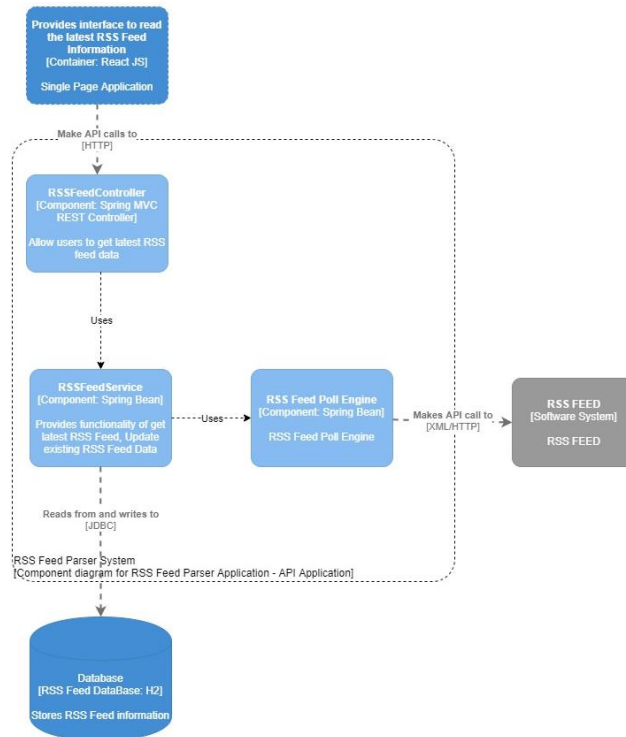 Provides interface to read
the latest RSS Feed
Information
[Container: React JS]
Single Page Application
Make API calls to
[HTTP]
RSSFeedController
[Component: Spring MVC
REST Controller]
Allow users to get latest RSS
feed data
Uses
RSSFeedService
[Component: Spring Bean]
Provides functionality of get
latest RSS Feed, Update
existing RSS Feed Data
Uses
RSS Feed Poll Engine
[Component: Spring Bean]
RSS Feed Poll Engine
Makes API call to
[XML/HTTP]
RSS FEED
[Software System]
RSS FEED
Reads from and writes to
[JDBC]
RSS Feed Parser System
[Component diagram for RSS Feed Parser Application - API Application]
Database
[RSS Feed DataBase: H2]
Stores RSS Feed information